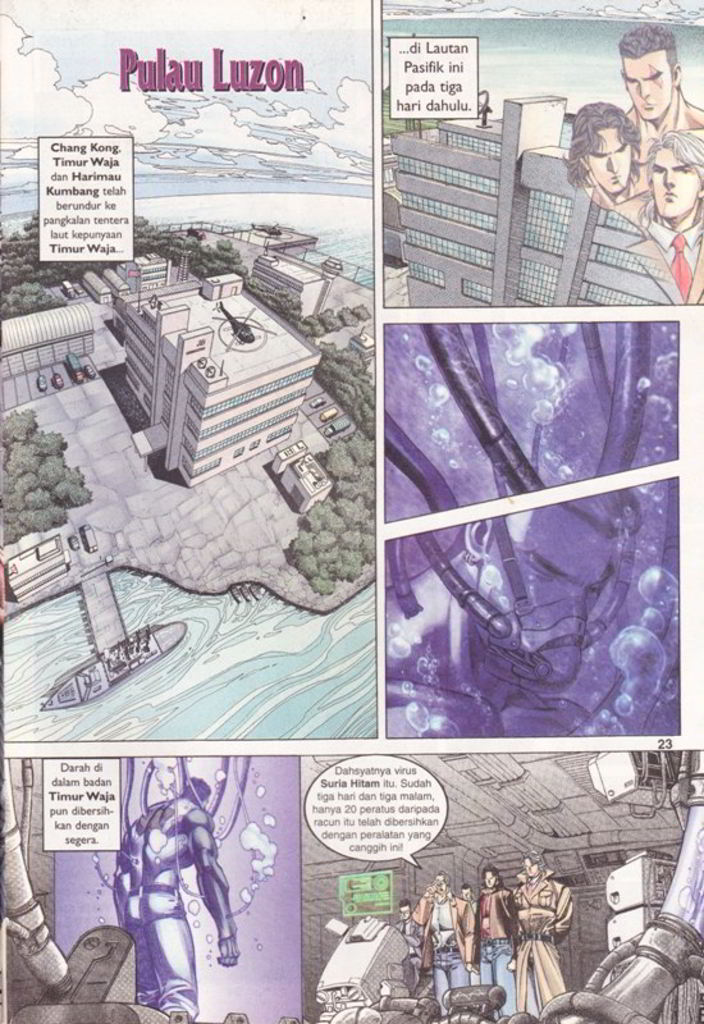 Pulau Luzon
Chang Kong,
Timur Waja
dan Harimau
Kumbang telah
berundur ke
pangkalan tentera
laut kepunyaan
Timur Waja...
...di Lautan
Pasifik ini
pada tiga
hari dahulu.
23
Darah di
dalam badan
Timur Waja
pun dibersih-
kan dengan
segera.
Dahsyatnya virus
Suria Hitam itu. Sudah
tiga hari dan tiga malam,
hanya 20 peratus daripada
racun itu telah dibersihkan
dengan peralatan yang
canggih ini!